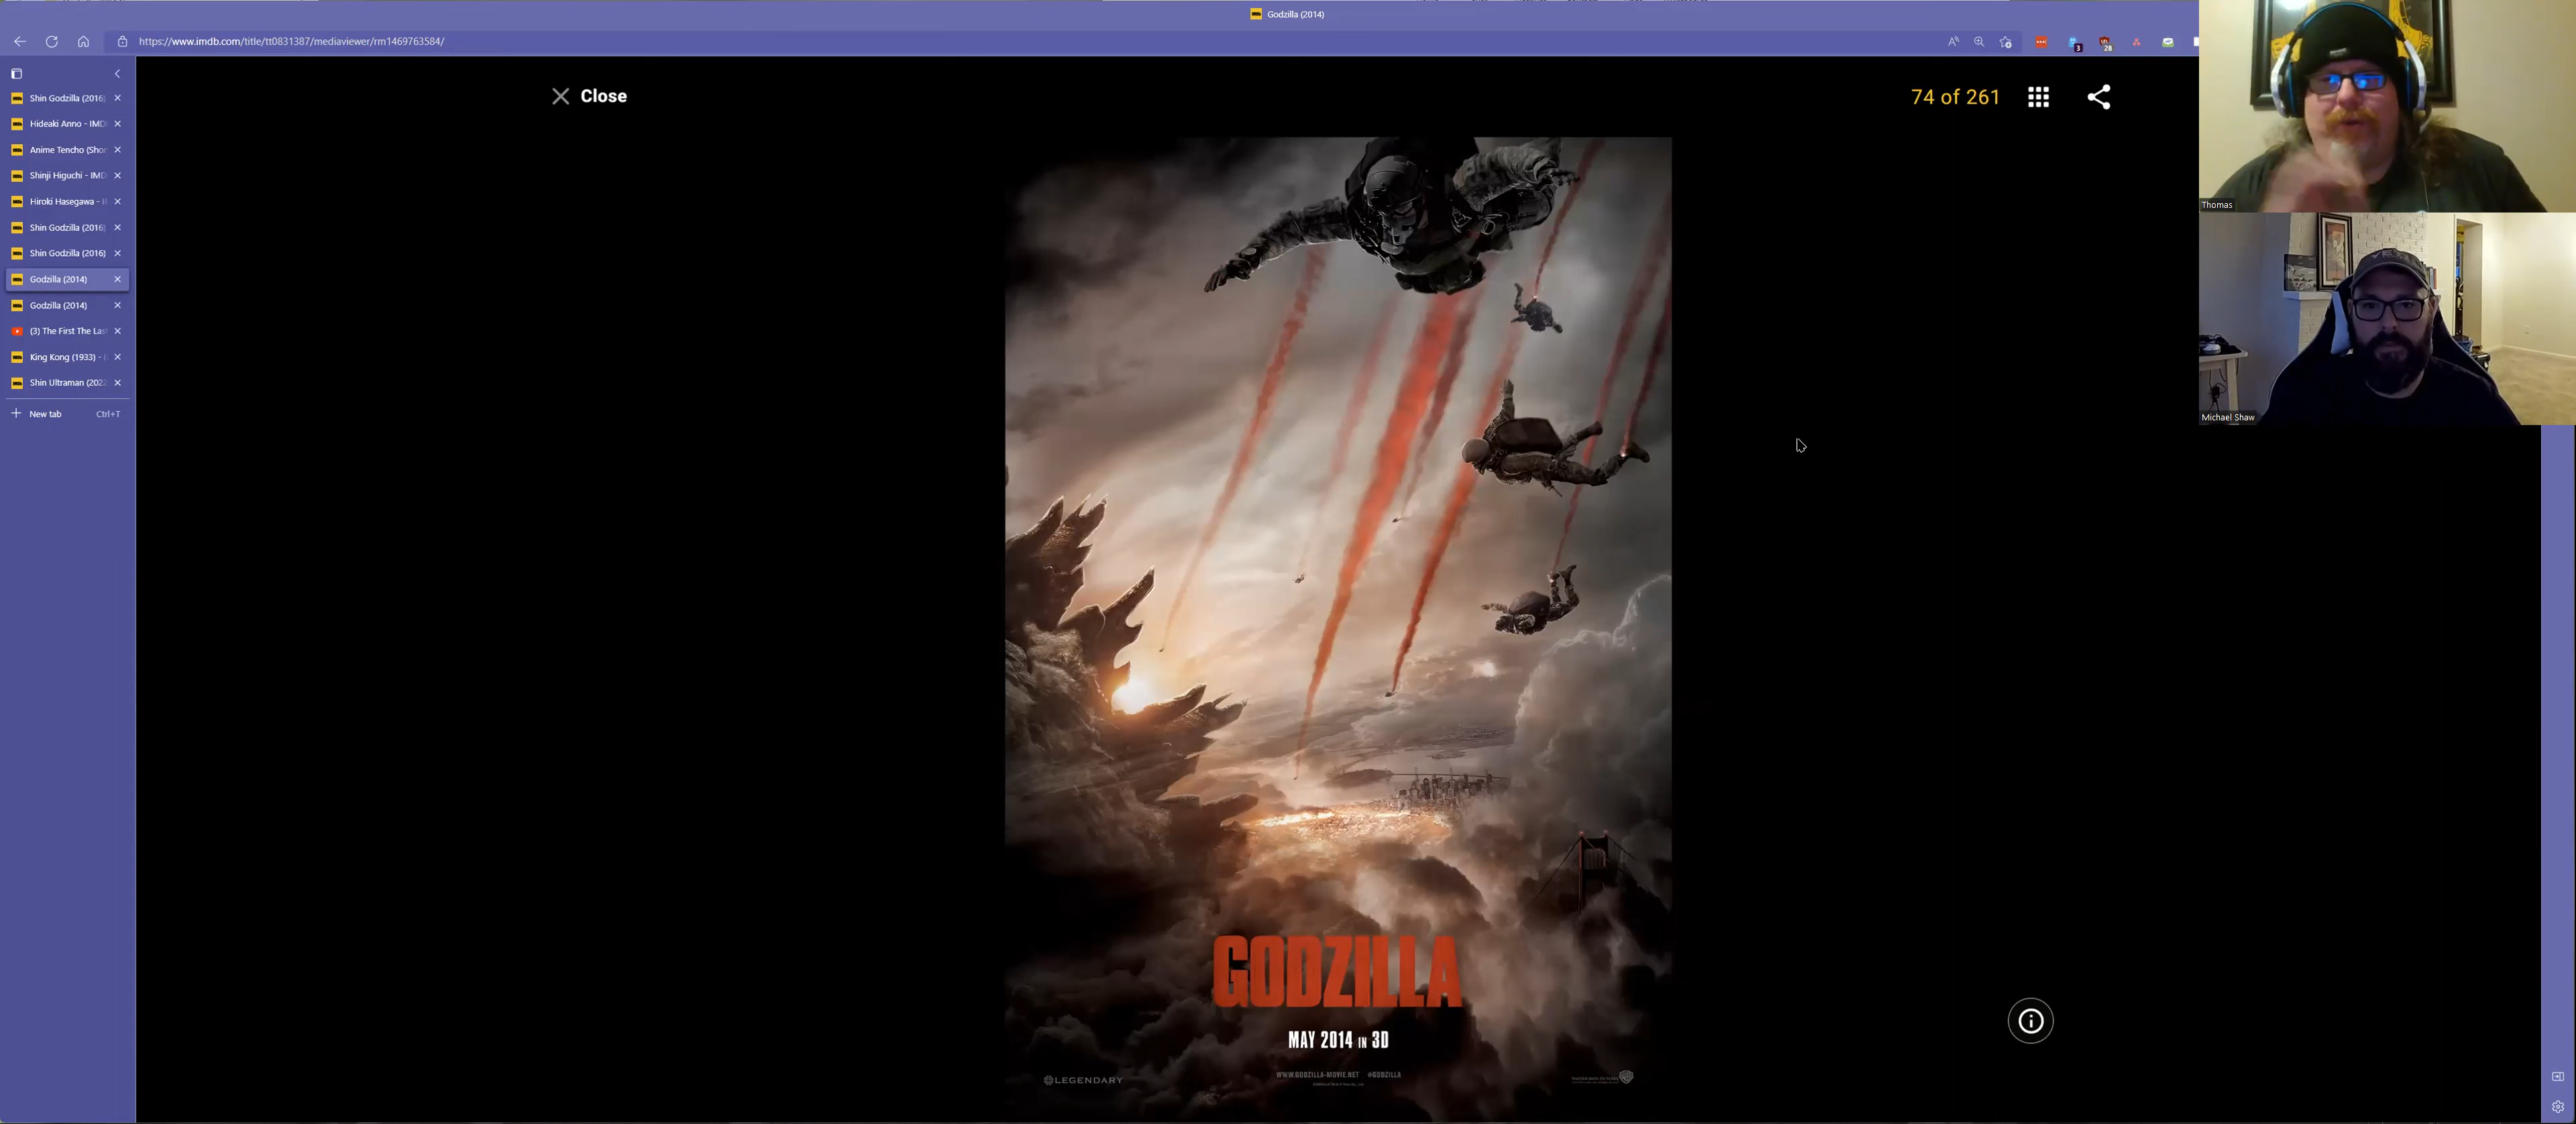 Godzilla (2014)
https://www.imdb.com/title/tt0831387/mediaviewer/rm1469763584/
3
28
Shin Godzilla (2016)
Hideaki Anno - IMD
Anime Tencho (Shor
Shinji Higuchi - IMD
Hiroki Hasegawa - I
Shin Godzilla (2016)
Shin Godzilla (2016)
Godzilla (2014)
Godzilla (2014)
(3) The First The Las
King Kong (1933) -
Shin Ultraman (2022
New tab Ctrl+T
Close
74 of 261
Thomas
Michael Shaw
GODZILLA
MAY 2014 IN 3D
WWW.GODZILLA-MOVIE.NET #GODZILLA
LEGENDARY